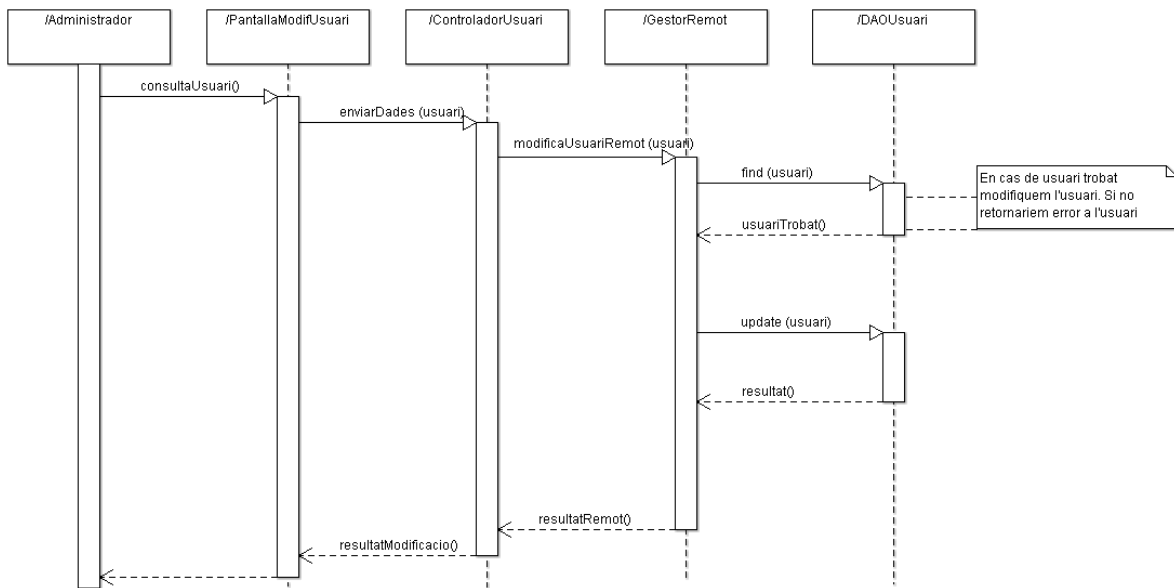 /Administrador
/PantallaModifUsuari
/ControladorUsuari
/GestorRemot
/DAOUsuari
consultaUsuari()
enviarDades (usuari)
modificaUsuariRemot (usuari)
find (usuari)
En cas de usuari trobat
modifiquem l'usuari. Si no
retornariem error a l'usuari
usuariTrobat()
update (usuari)
resultat()
resultatRemot()
resultatModificacio()